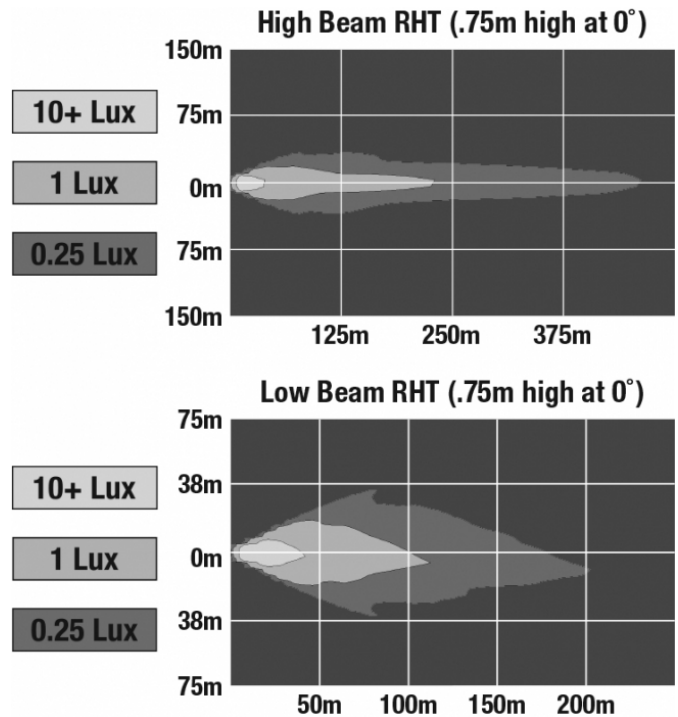 High Beam RHT (.75m high at 0˚)
150m
10+ Lux
75m
1 Lux
0m
0.25 Lux
75m
150m
125m 250m 375m
Low Beam RHT (.75m high at 0˚)
75m
10+ Lux
38m
1 Lux
0m
0.25 Lux
38m
75m
50m 100m 150m 200m